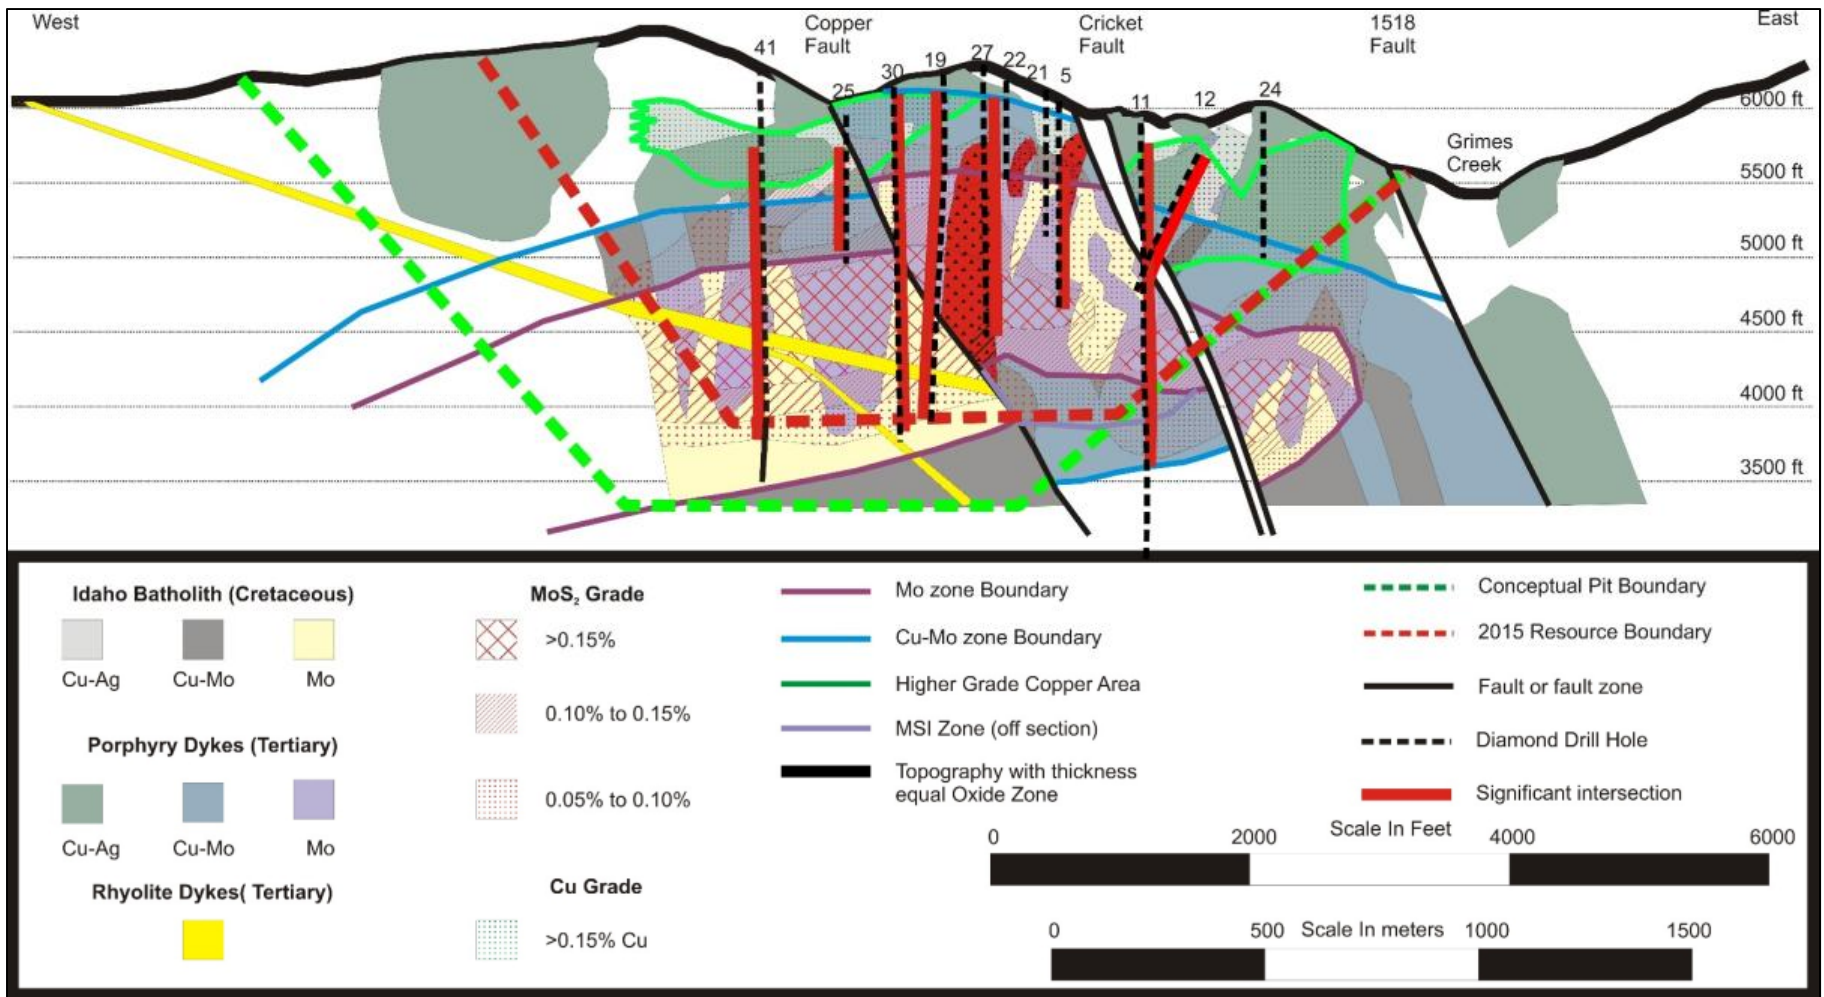 West
Copper
Fault
Cricket
Fault
1518
Fault
East
41
25
30
19
27
22
21
5
11
12
24
6000 ft
Grimes
Creek
5500 ft
5000 ft
4500 ft
4000 ft
3500 ft
Idaho Batholith (Cretaceous)
Cu-Ag
Cu-Mo
Mo
Porphyry Dykes (Tertiary)
Cu-Ag
Cu-Mo
Mo
Rhyolite Dykes( Tertiary)
MoS₂ Grade
>0.15%
0.10% to 0.15%
0.05% to 0.10%
Cu Grade
>0.15% Cu
Mo zone Boundary
Cu-Mo zone Boundary
Higher Grade Copper Area
MSI Zone (off section)
Topography with thickness
equal Oxide Zone
Conceptual Pit Boundary
2015 Resource Boundary
Fault or fault zone
Diamond Drill Hole
Significant intersection
0 2000 Scale In Feet 4000 6000
0 500 Scale In meters 1000 1500